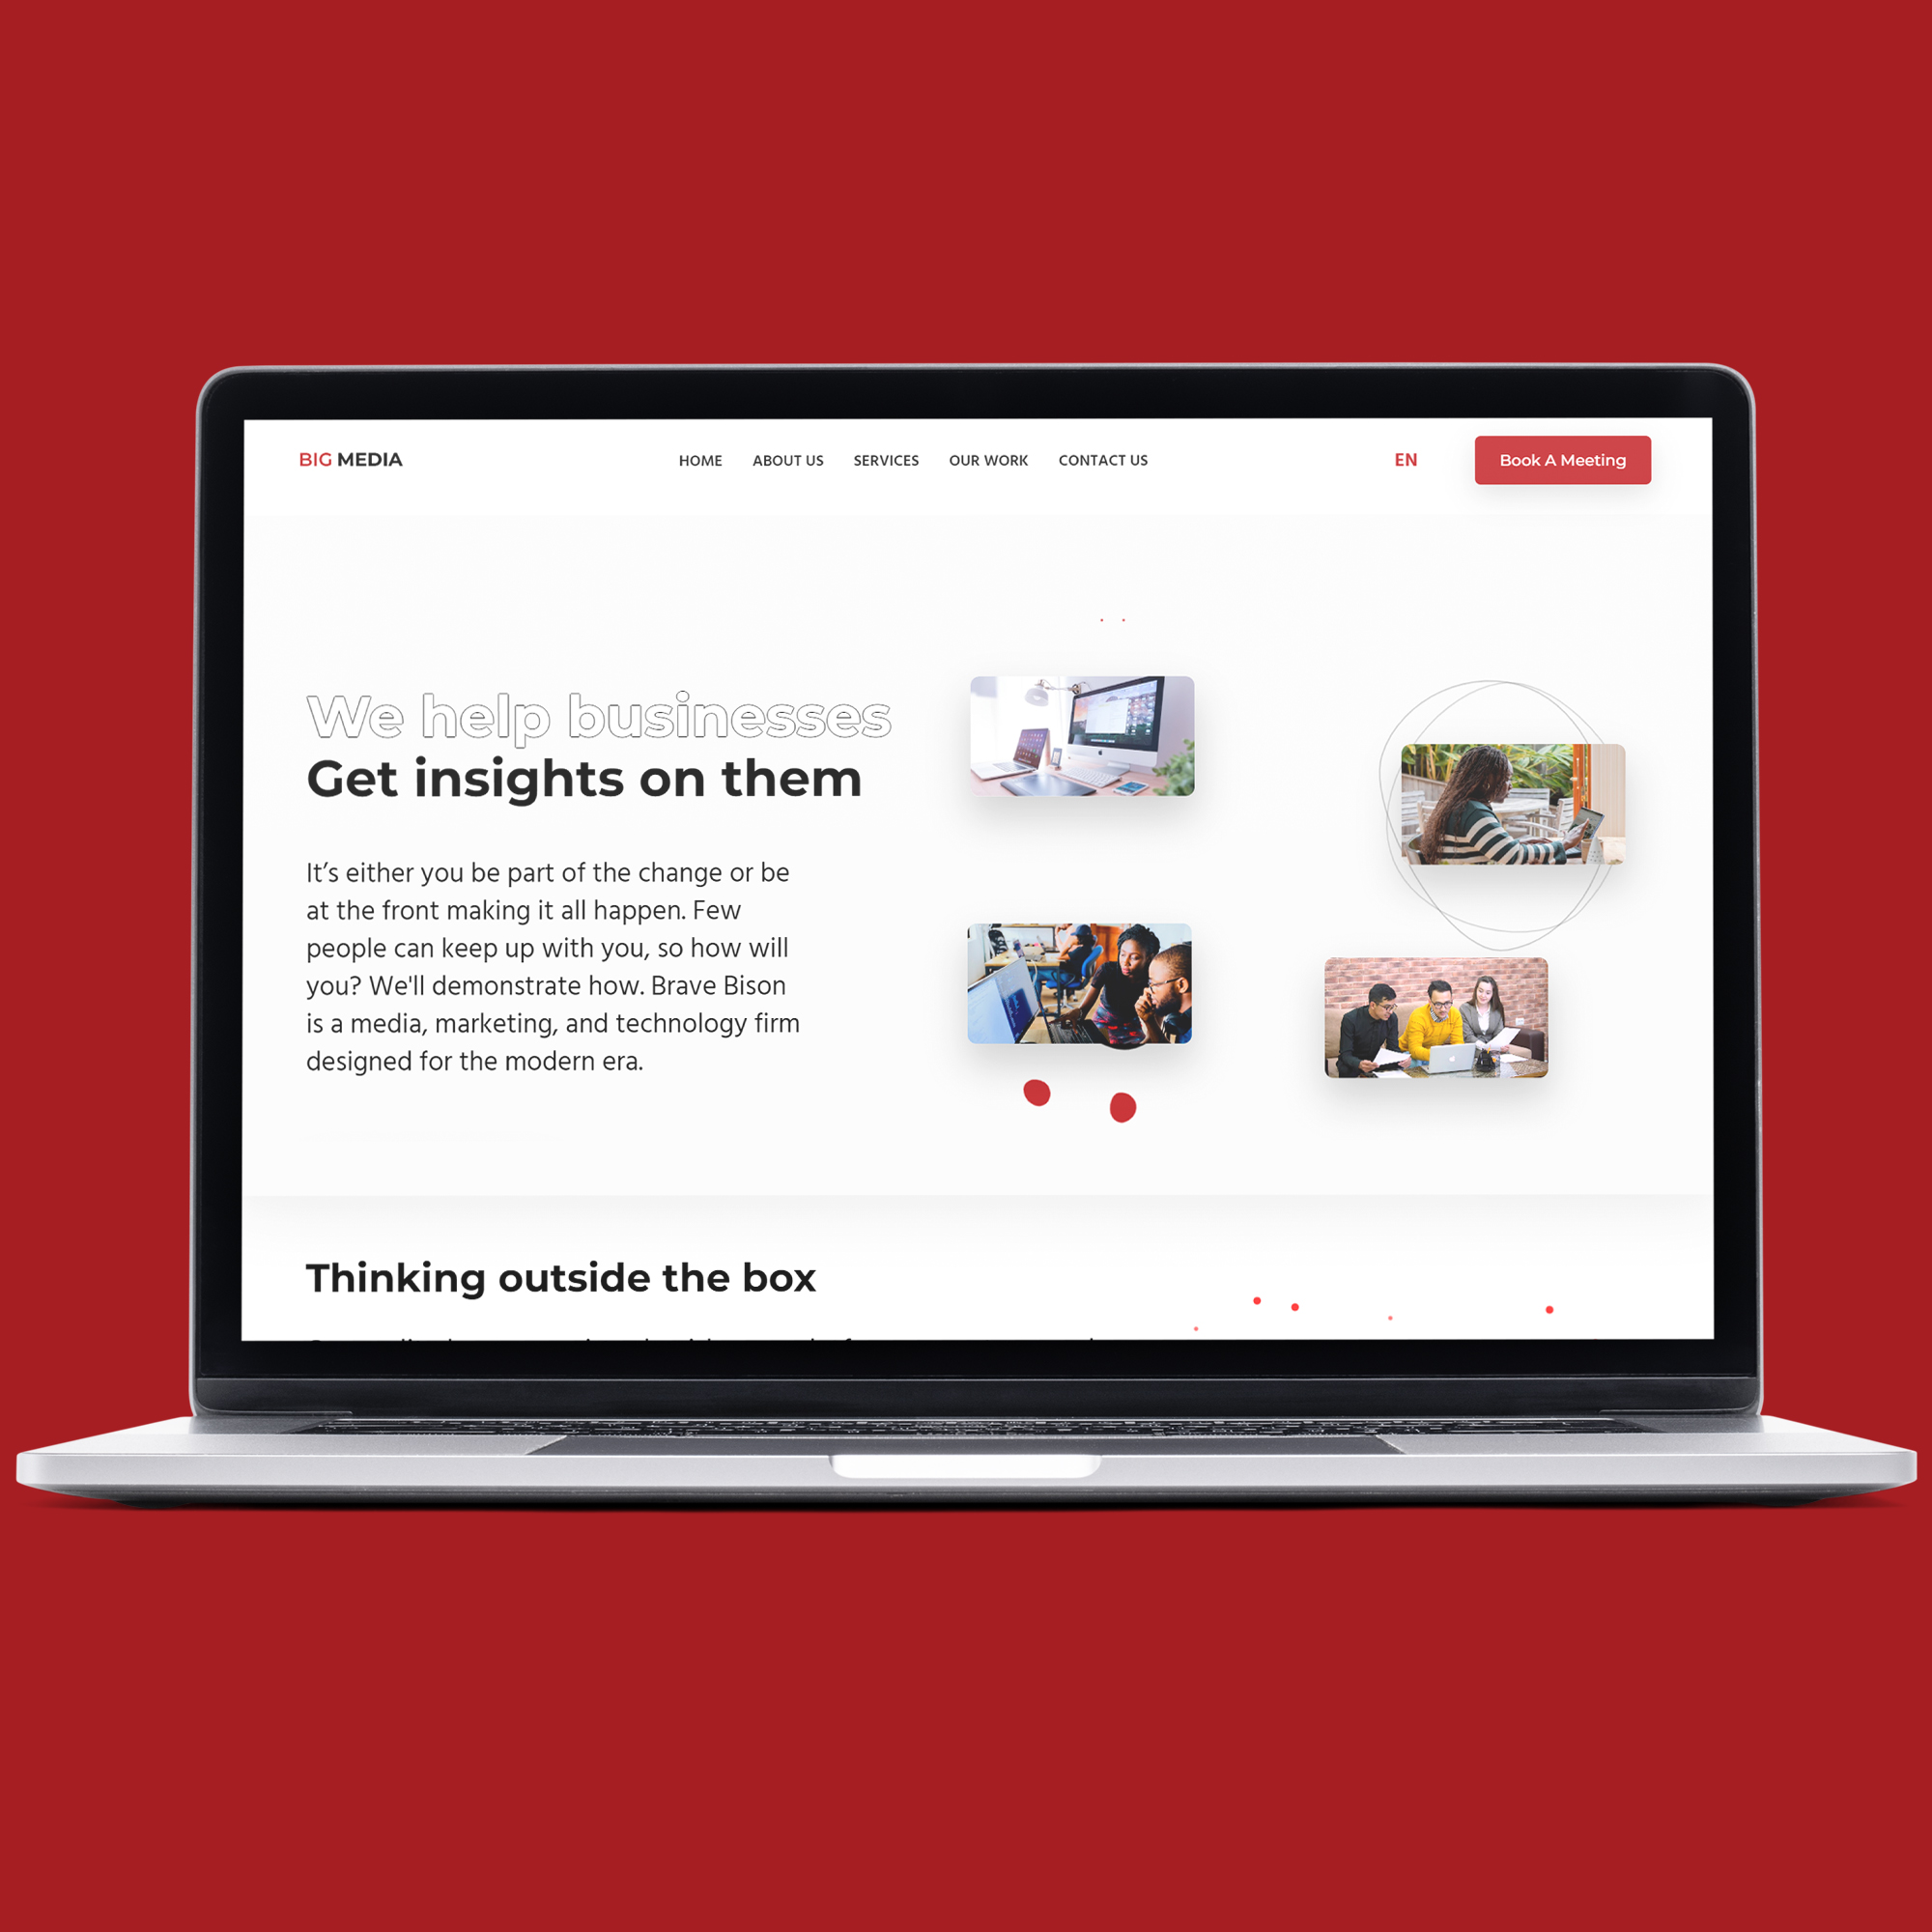 BIG MEDIA
HOME ABOUT US SERVICES OUR WORK CONTACT US EN Book A Meeting
We help businesses
Get insights on them
It’s either you be part of the change or be
at the front making it all happen. Few
people can keep up with you, so how will
you? We'll demonstrate how. Brave Bison
is a media, marketing, and technology firm
designed for the modern era.
Thinking outside the box